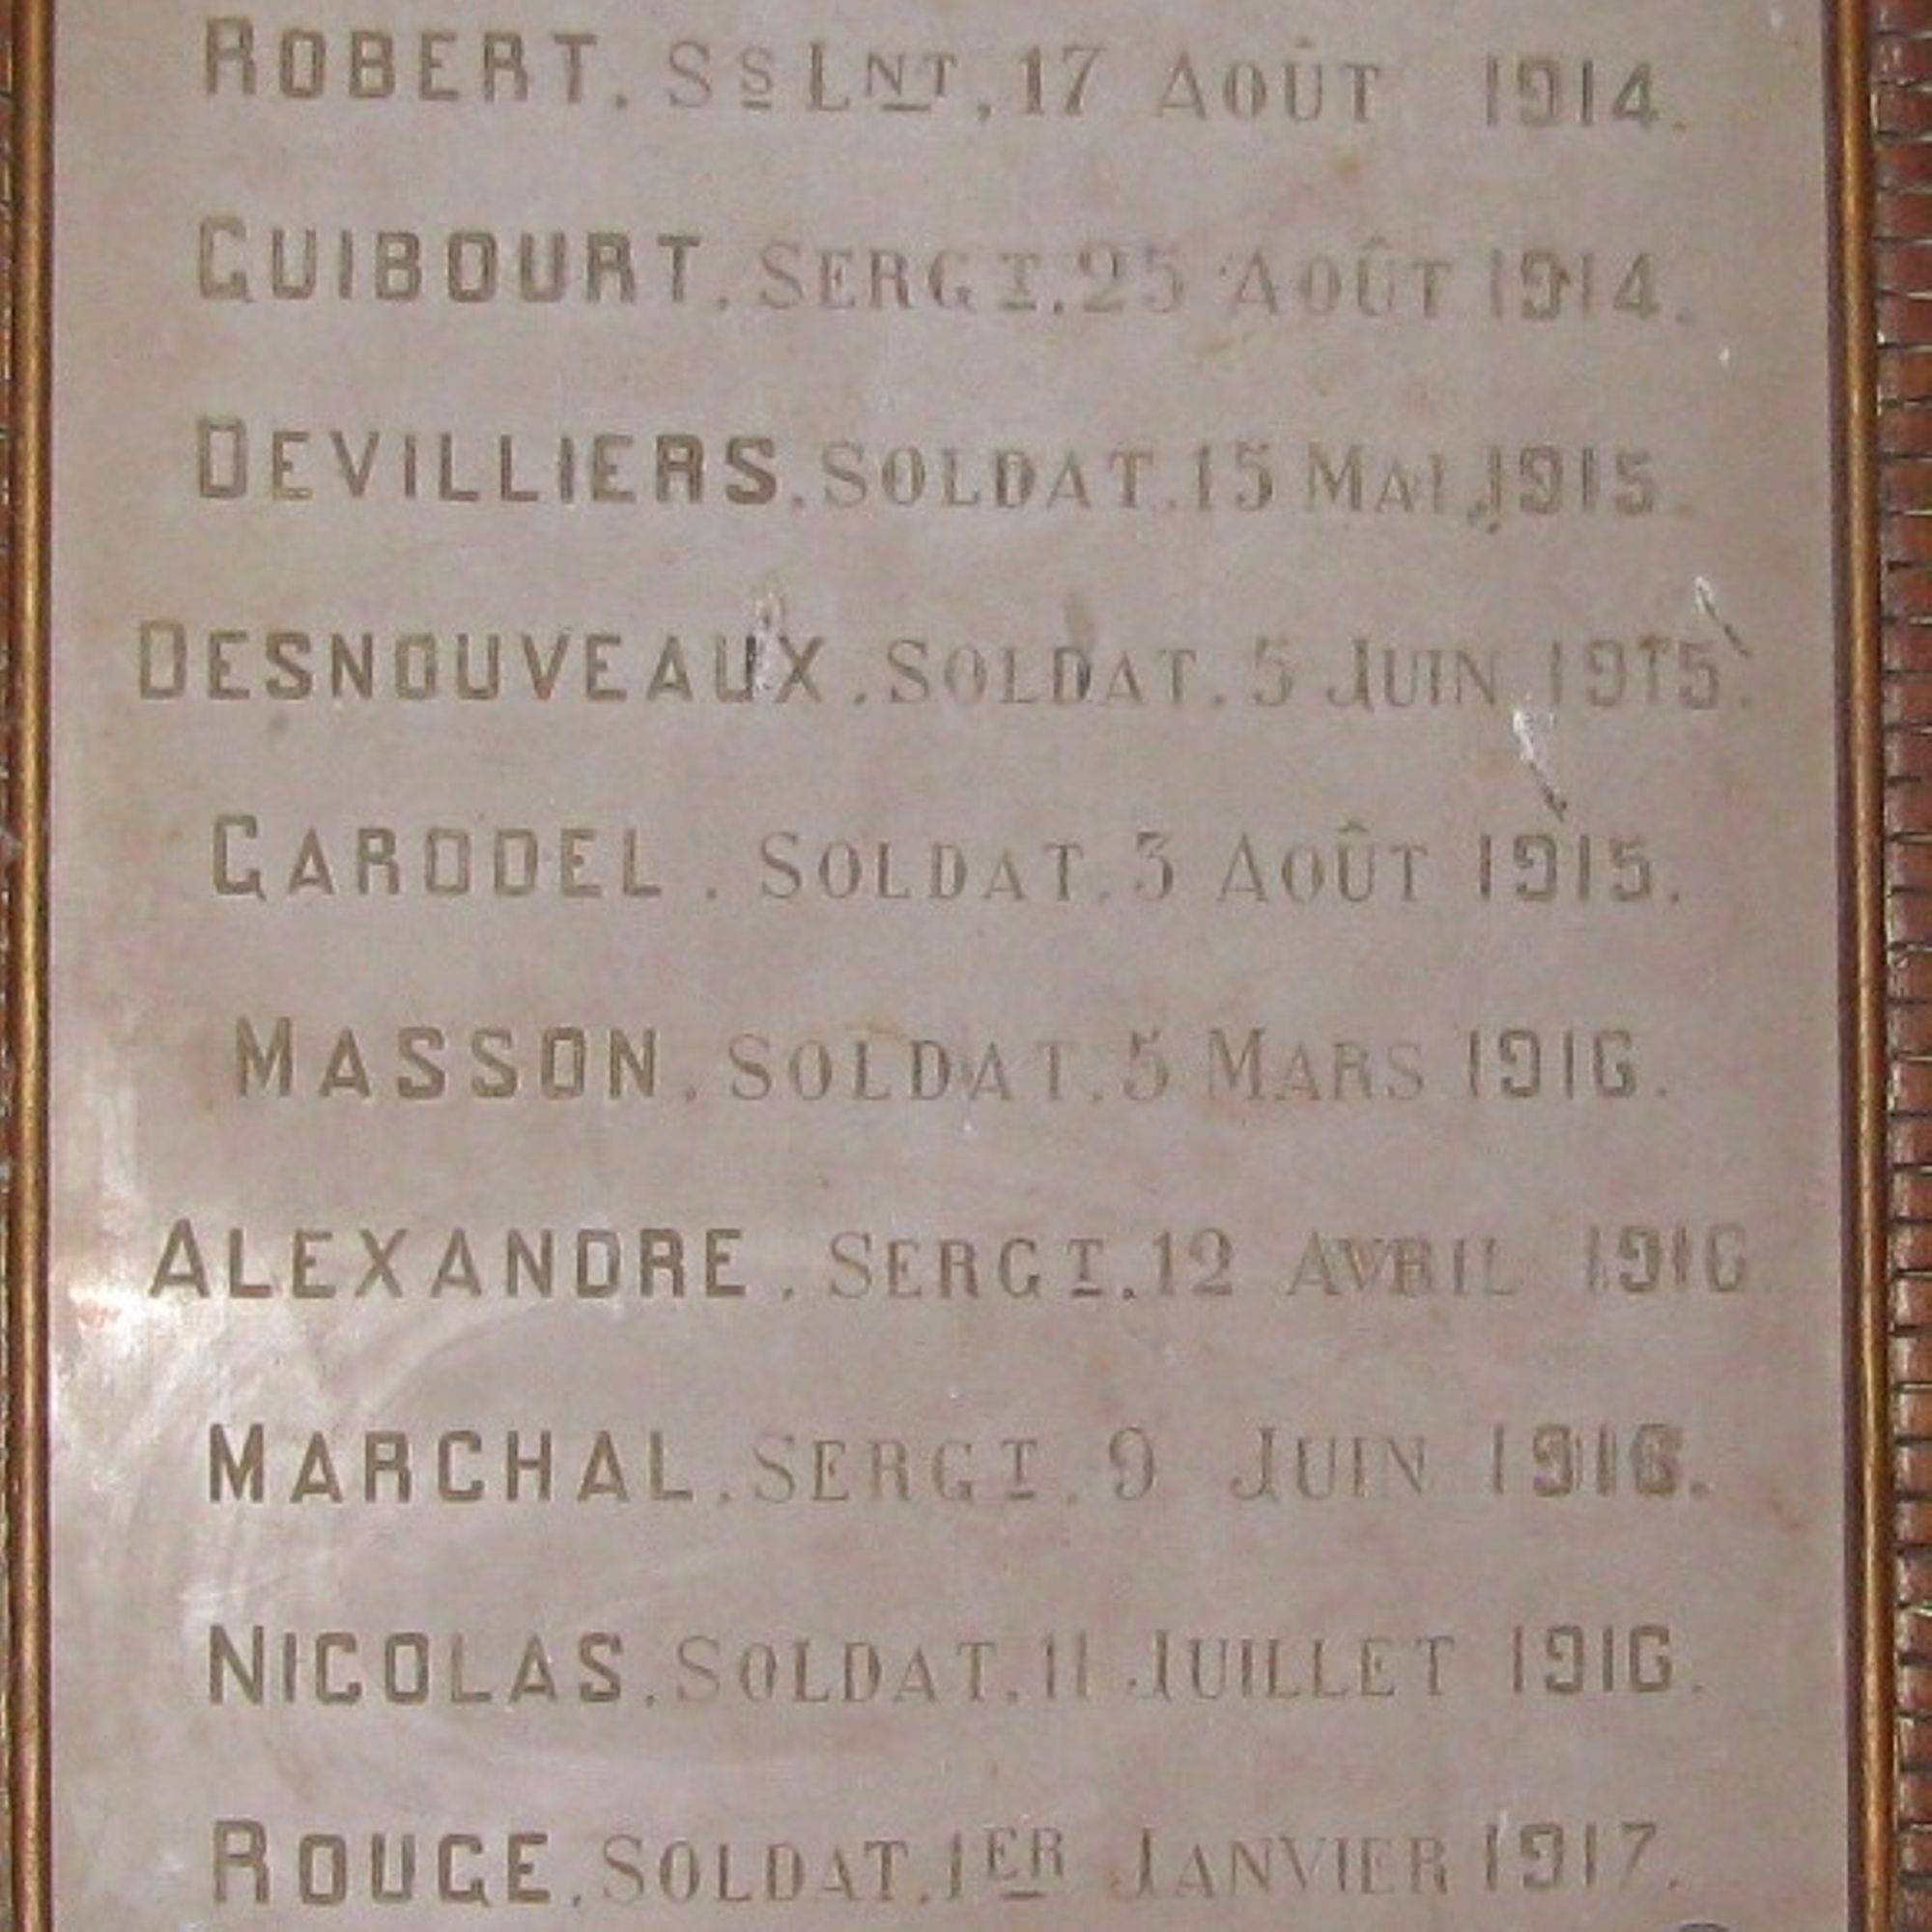 ROBERT. SS LNT, 17 AOÛT 1914.
GUIBOURT. SERGT. 25 AOÛT 1914.
DEVILLIERS. SOLDAT. 15 MAI 1915.
DESNOUVEAUX. SOLDAT. 5 JUIN 1915.
GARODEL. SOLDAT. 3 AOÛT 1915.
MASSON. SOLDAT. 5 MARS 1916.
ALEXANDRE. SERGT. 12 AVRIL 1916
MARCHAL. SERGT. 9 JUIN 1916.
NICOLAS. SOLDAT. 11 JUILLET 1916.
ROUGE. SOLDAT. 1ER JANVIER 1917.